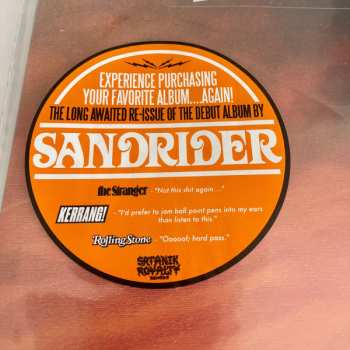 EXPERIENCE PURCHASING
YOUR FAVORITE ALBUM....AGAIN!
THE LONG AWAITED RE-ISSUE OF THE DEBUT ALBUM BY
SANDRIDER
the Stranger - "Not this shit again ..."
KERRANG! - "I'd prefer to jam ball point pens into my ears
than listen to this."
RollingStone - "Ooooof; hard pass."
SATANIK
ROYALTY
RECORDS